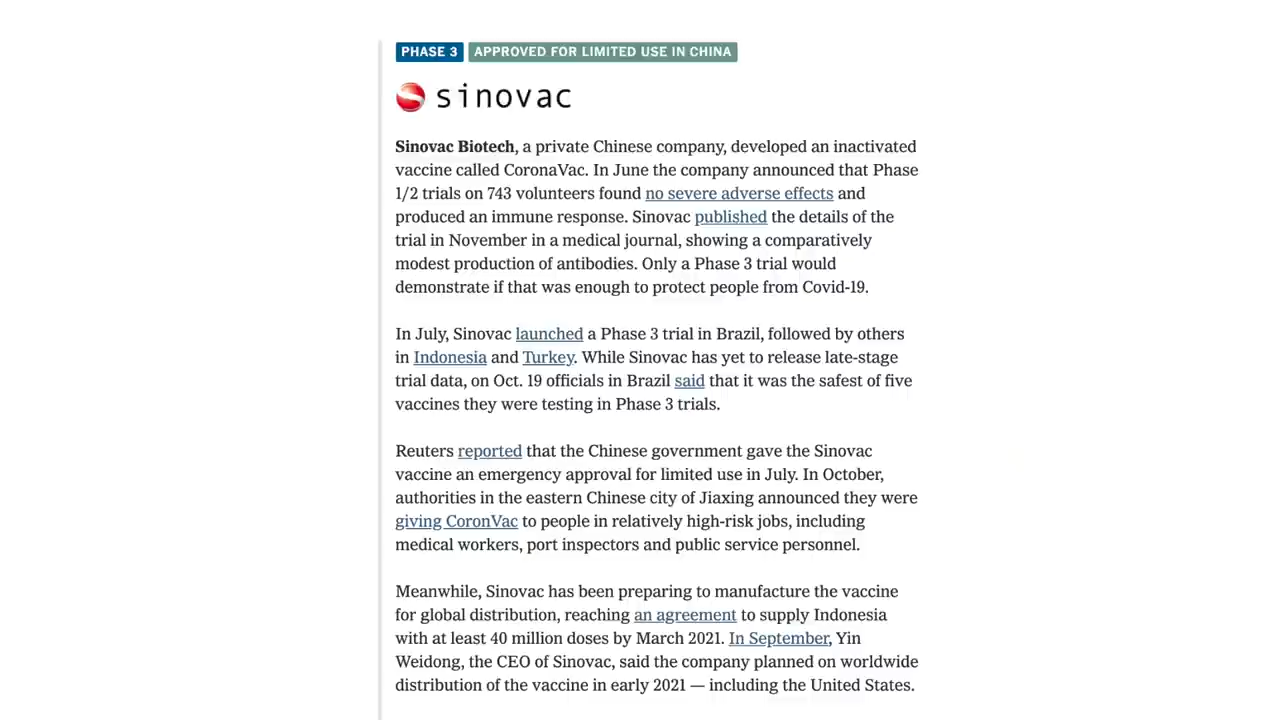 PHASE 3 APPROVED FOR LIMITED USE IN CHINA
sinovac
Sinovac Biotech, a private Chinese company, developed an inactivated
vaccine called CoronaVac. In June the company announced that Phase
1/2 trials on 743 volunteers found no severe adverse effects and
produced an immune response. Sinovac published the details of the
trial in November in a medical journal, showing a comparatively
modest production of antibodies. Only a Phase 3 trial would
demonstrate if that was enough to protect people from Covid-19.
In July, Sinovac launched a Phase 3 trial in Brazil, followed by others
in Indonesia and Turkey. While Sinovac has yet to release late-stage
trial data, on Oct. 19 officials in Brazil said that it was the safest of five
vaccines they were testing in Phase 3 trials.
Reuters reported that the Chinese government gave the Sinovac
vaccine an emergency approval for limited use in July. In October,
authorities in the eastern Chinese city of Jiaxing announced they were
giving CoronVac to people in relatively high-risk jobs, including
medical workers, port inspectors and public service personnel.
Meanwhile, Sinovac has been preparing to manufacture the vaccine
for global distribution, reaching an agreement to supply Indonesia
with at least 40 million doses by March 2021. In September, Yin
Weidong, the CEO of Sinovac, said the company planned on worldwide
distribution of the vaccine in early 2021 — including the United States.